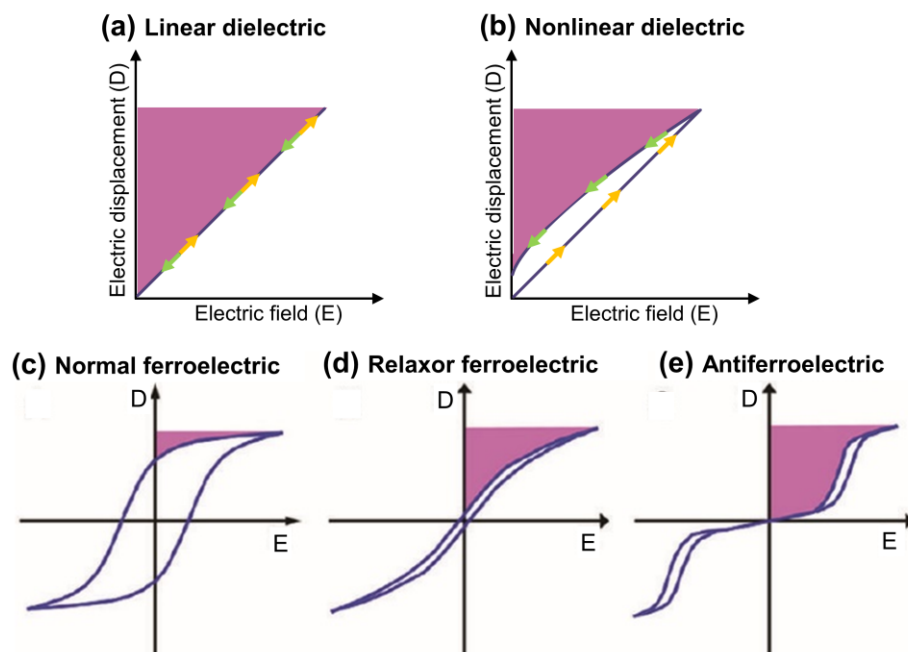 (a) Linear dielectric
Electric displacement (D)
Electric field (E)
(b) Nonlinear dielectric
Electric displacement (D)
Electric field (E)
(c) Normal ferroelectric
D
E
(d) Relaxor ferroelectric
D
E
(e) Antiferroelectric
D
E